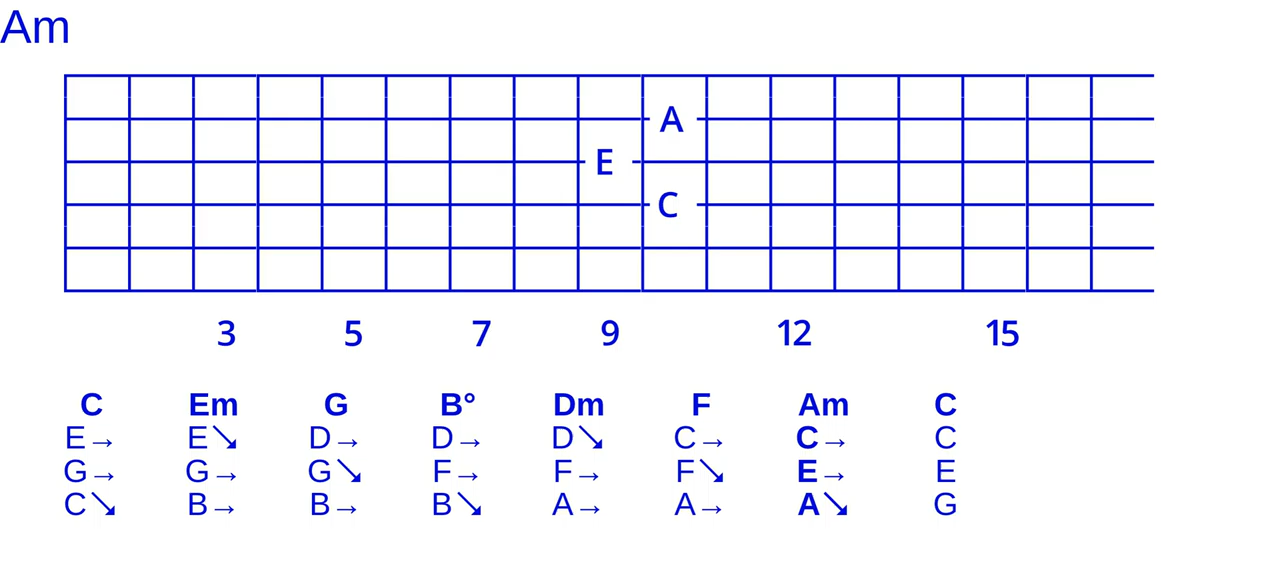 Am
A
E
C
3 5 7 9 12 15
C Em G B° Dm F Am C
E→ E↘ D→ D→ D↘ C→ C→ C
G→ G→ G↘ F→ F→ F↘ E→ E
C↘ B→ B→ B↘ A→ A→ A↘ G